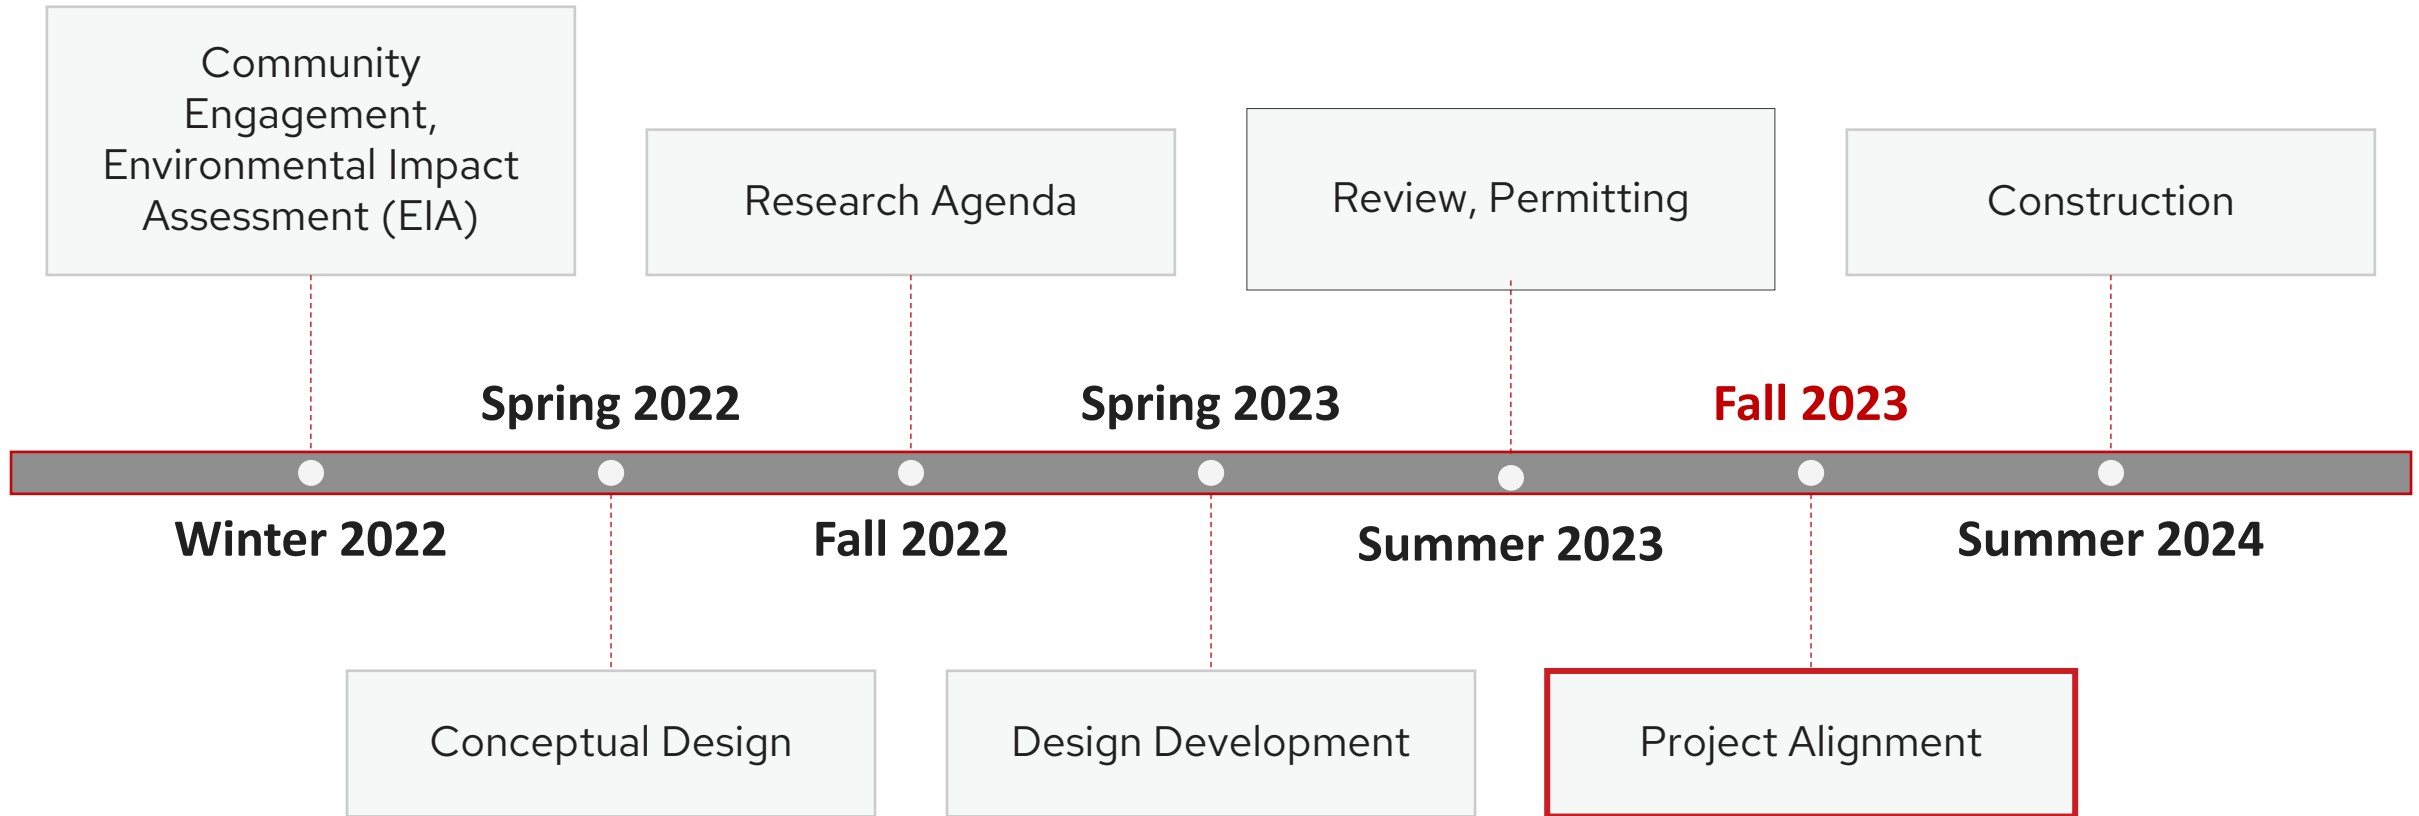 Community
Engagement,
Environmental Impact
Assessment (EIA)
Research Agenda
Review, Permitting
Construction
Spring 2022
Spring 2023
Fall 2023
Winter 2022
Fall 2022
Summer 2023
Summer 2024
Conceptual Design
Design Development
Project Alignment